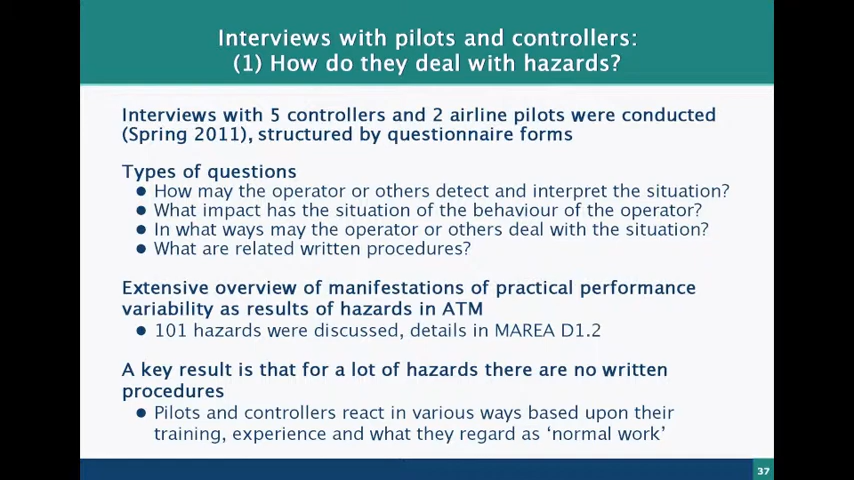 Interviews with pilots and controllers:
(1) How do they deal with hazards?
Interviews with 5 controllers and 2 airline pilots were conducted
(Spring 2011), structured by questionnaire forms
Types of questions
● How may the operator or others detect and interpret the situation?
● What impact has the situation of the behaviour of the operator?
● In what ways may the operator or others deal with the situation?
● What are related written procedures?
Extensive overview of manifestations of practical performance
variability as results of hazards in ATM
● 101 hazards were discussed, details in MAREA D1.2
A key result is that for a lot of hazards there are no written
procedures
● Pilots and controllers react in various ways based upon their
training, experience and what they regard as ‘normal work’
37